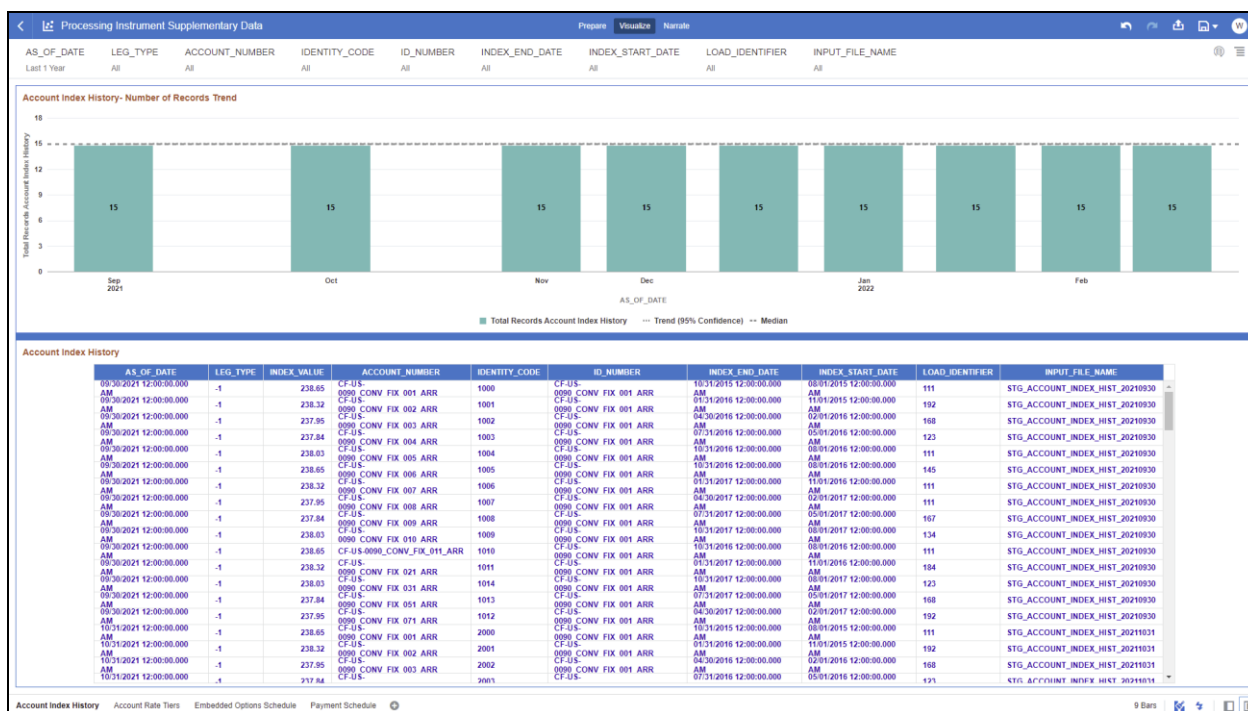 Processing Instrument Supplementary Data Prepare Visualize Narrate W
AS_OF_DATE LEG_TYPE ACCOUNT_NUMBER IDENTITY_CODE ID_NUMBER INDEX_END_DATE INDEX_START_DATE LOAD_IDENTIFIER INPUT_FILE_NAME
Last 1 Year All All All All All All All All
Account Index History- Number of Records Trend
Total Records Account Index History
18
15
12
9
6
3
0
15 15 15 15 15 15 15 15 15
Sep Oct Nov Dec Jan Feb
2021 2022
AS_OF_DATE
Total Records Account Index History Trend (95% Confidence) Median
Account Index History
AS_OF_DATE LEG_TYPE INDEX_VALUE ACCOUNT_NUMBER IDENTITY_CODE ID_NUMBER INDEX_END_DATE INDEX_START_DATE LOAD_IDENTIFIER INPUT_FILE_NAME
09/30/2021 12:00:00.000 AM -1 238.65 CF-US-0090_CONV_FIX_001_ARR 1000 CF-US-0090_CONV_FIX_001_ARR 10/31/2015 12:00:00.000 AM 08/01/2015 12:00:00.000 AM 111 STG_ACCOUNT_INDEX_HIST_20210930
09/30/2021 12:00:00.000 AM -1 238.32 CF-US-0090_CONV_FIX_002_ARR 1001 CF-US-0090_CONV_FIX_001_ARR 01/31/2016 12:00:00.000 AM 11/01/2015 12:00:00.000 AM 192 STG_ACCOUNT_INDEX_HIST_20210930
09/30/2021 12:00:00.000 AM -1 237.95 CF-US-0090_CONV_FIX_003_ARR 1002 CF-US-0090_CONV_FIX_001_ARR 04/30/2016 12:00:00.000 AM 02/01/2016 12:00:00.000 AM 168 STG_ACCOUNT_INDEX_HIST_20210930
09/30/2021 12:00:00.000 AM -1 237.84 CF-US-0090_CONV_FIX_004_ARR 1003 CF-US-0090_CONV_FIX_001_ARR 07/31/2016 12:00:00.000 AM 05/01/2016 12:00:00.000 AM 123 STG_ACCOUNT_INDEX_HIST_20210930
09/30/2021 12:00:00.000 AM -1 238.03 CF-US-0090_CONV_FIX_005_ARR 1004 CF-US-0090_CONV_FIX_001_ARR 10/31/2016 12:00:00.000 AM 08/01/2016 12:00:00.000 AM 111 STG_ACCOUNT_INDEX_HIST_20210930
09/30/2021 12:00:00.000 AM -1 238.65 CF-US-0090_CONV_FIX_006_ARR 1005 CF-US-0090_CONV_FIX_001_ARR 10/31/2016 12:00:00.000 AM 08/01/2016 12:00:00.000 AM 145 STG_ACCOUNT_INDEX_HIST_20210930
09/30/2021 12:00:00.000 AM -1 238.32 CF-US-0090_CONV_FIX_007_ARR 1006 CF-US-0090_CONV_FIX_001_ARR 01/31/2017 12:00:00.000 AM 11/01/2016 12:00:00.000 AM 111 STG_ACCOUNT_INDEX_HIST_20210930
09/30/2021 12:00:00.000 AM -1 237.95 CF-US-0090_CONV_FIX_008_ARR 1007 CF-US-0090_CONV_FIX_001_ARR 04/30/2017 12:00:00.000 AM 02/01/2017 12:00:00.000 AM 111 STG_ACCOUNT_INDEX_HIST_20210930
09/30/2021 12:00:00.000 AM -1 237.84 CF-US-0090_CONV_FIX_009_ARR 1008 CF-US-0090_CONV_FIX_001_ARR 07/31/2017 12:00:00.000 AM 05/01/2017 12:00:00.000 AM 167 STG_ACCOUNT_INDEX_HIST_20210930
09/30/2021 12:00:00.000 AM -1 238.03 CF-US-0090_CONV_FIX_010_ARR 1009 CF-US-0090_CONV_FIX_001_ARR 10/31/2017 12:00:00.000 AM 08/01/2017 12:00:00.000 AM 134 STG_ACCOUNT_INDEX_HIST_20210930
09/30/2021 12:00:00.000 AM -1 238.65 CF-US-0090_CONV_FIX_011_ARR 1010 CF-US-0090_CONV_FIX_001_ARR 10/31/2016 12:00:00.000 AM 08/01/2016 12:00:00.000 AM 111 STG_ACCOUNT_INDEX_HIST_20210930
09/30/2021 12:00:00.000 AM -1 238.32 CF-US-0090_CONV_FIX_021_ARR 1011 CF-US-0090_CONV_FIX_001_ARR 01/31/2017 12:00:00.000 AM 11/01/2016 12:00:00.000 AM 184 STG_ACCOUNT_INDEX_HIST_20210930
09/30/2021 12:00:00.000 AM -1 238.03 CF-US-0090_CONV_FIX_031_ARR 1014 CF-US-0090_CONV_FIX_001_ARR 10/31/2017 12:00:00.000 AM 08/01/2017 12:00:00.000 AM 123 STG_ACCOUNT_INDEX_HIST_20210930
09/30/2021 12:00:00.000 AM -1 237.84 CF-US-0090_CONV_FIX_051_ARR 1013 CF-US-0090_CONV_FIX_001_ARR 07/31/2017 12:00:00.000 AM 05/01/2017 12:00:00.000 AM 168 STG_ACCOUNT_INDEX_HIST_20210930
09/30/2021 12:00:00.000 AM -1 237.95 CF-US-0090_CONV_FIX_071_ARR 1012 CF-US-0090_CONV_FIX_001_ARR 04/30/2017 12:00:00.000 AM 02/01/2017 12:00:00.000 AM 192 STG_ACCOUNT_INDEX_HIST_20210930
10/31/2021 12:00:00.000 AM -1 238.65 CF-US-0090_CONV_FIX_001_ARR 2000 CF-US-0090_CONV_FIX_001_ARR 10/31/2015 12:00:00.000 AM 08/01/2015 12:00:00.000 AM 111 STG_ACCOUNT_INDEX_HIST_20211031
10/31/2021 12:00:00.000 AM -1 238.32 CF-US-0090_CONV_FIX_002_ARR 2001 CF-US-0090_CONV_FIX_001_ARR 01/31/2016 12:00:00.000 AM 11/01/2015 12:00:00.000 AM 192 STG_ACCOUNT_INDEX_HIST_20211031
10/31/2021 12:00:00.000 AM -1 237.95 CF-US-0090_CONV_FIX_003_ARR 2002 CF-US-0090_CONV_FIX_001_ARR 04/30/2016 12:00:00.000 AM 02/01/2016 12:00:00.000 AM 168 STG_ACCOUNT_INDEX_HIST_20211031
10/31/2021 12:00:00.000 -1 237.84 CF-US- 2003 CF-US- 07/31/2016 12:00:00.000 05/01/2016 12:00:00.000 123 STG_ACCOUNT_INDEX_HIST_20211031
Account Index History Account Rate Tiers Embedded Options Schedule Payment Schedule 9 Bars